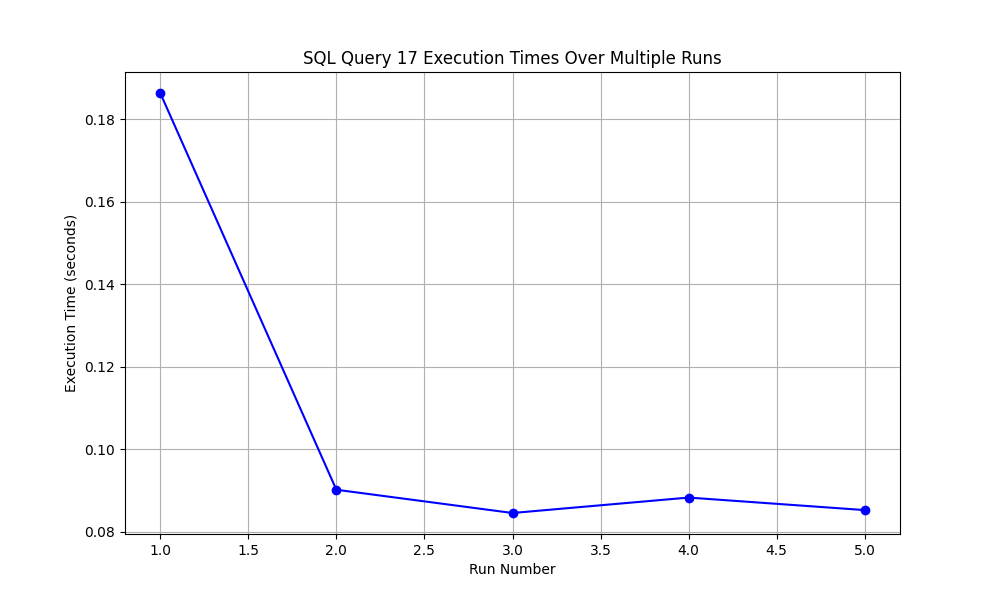 SQL Query 17 Execution Times Over Multiple Runs
Execution Time (seconds)
0.18
0.16
0.14
0.12
0.10
0.08
1.0 1.5 2.0 2.5 3.0 3.5 4.0 4.5 5.0
Run Number